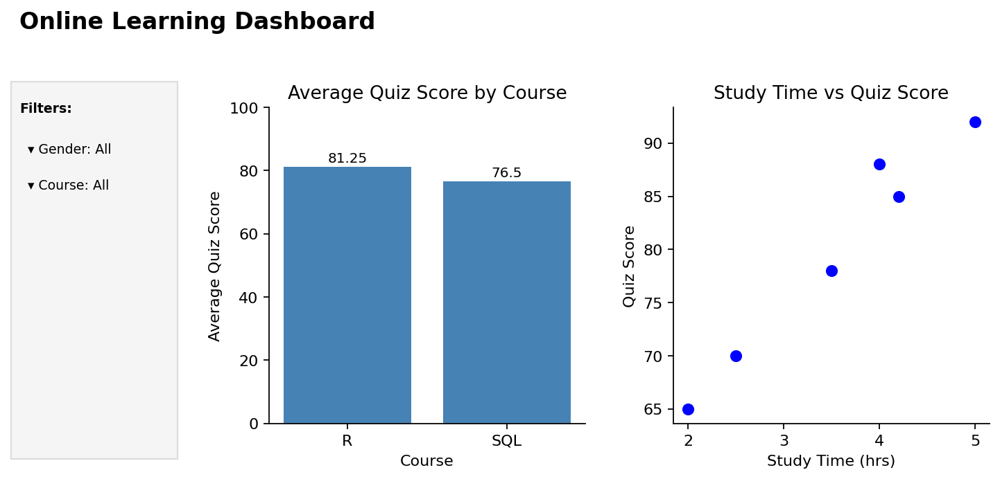 Online Learning Dashboard
Filters:
▾ Gender: All
▾ Course: All
Average Quiz Score by Course
Average Quiz Score
100
80
60
40
20
0
81.25
76.5
R
SQL
Course
Study Time vs Quiz Score
Quiz Score
90
85
80
75
70
65
2
3
4
5
Study Time (hrs)